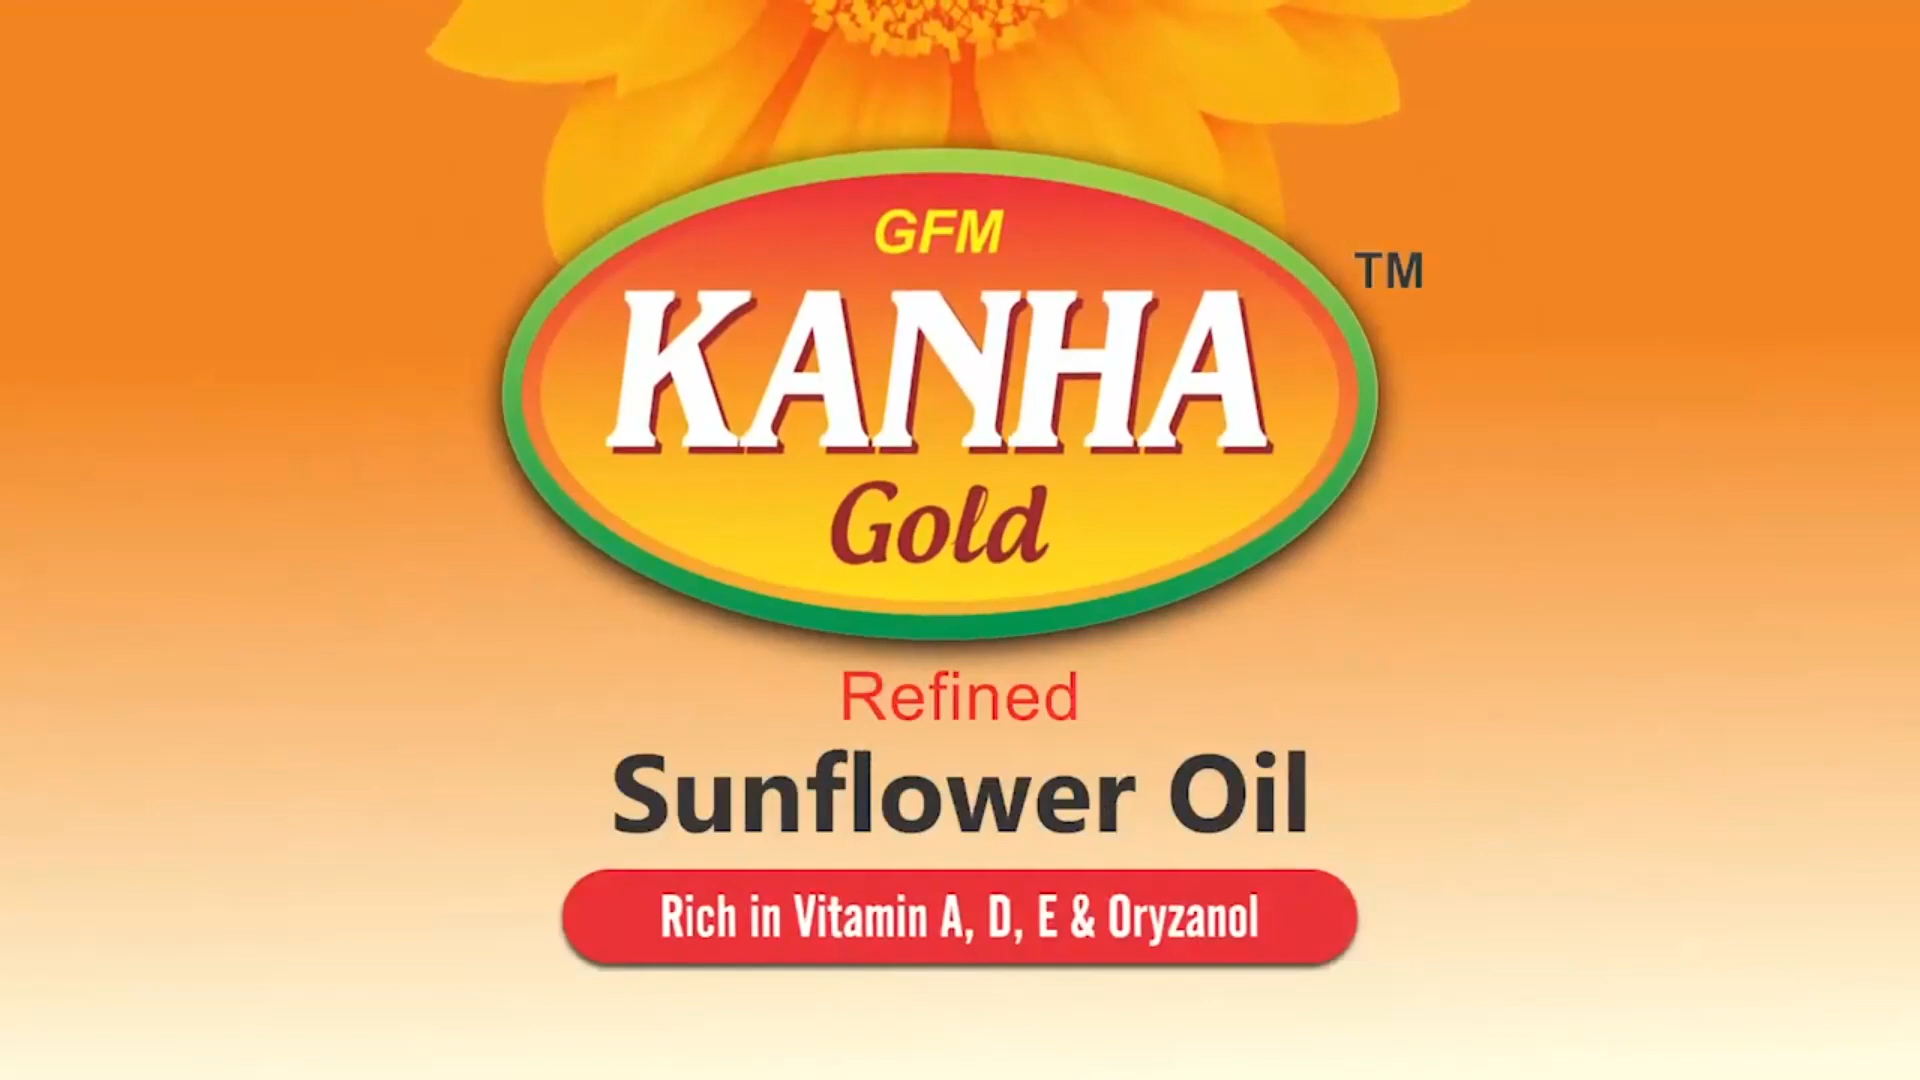 GFM
KANHA
TM
Gold
Refined
Sunflower Oil
Rich in Vitamin A, D, E & Oryzanol